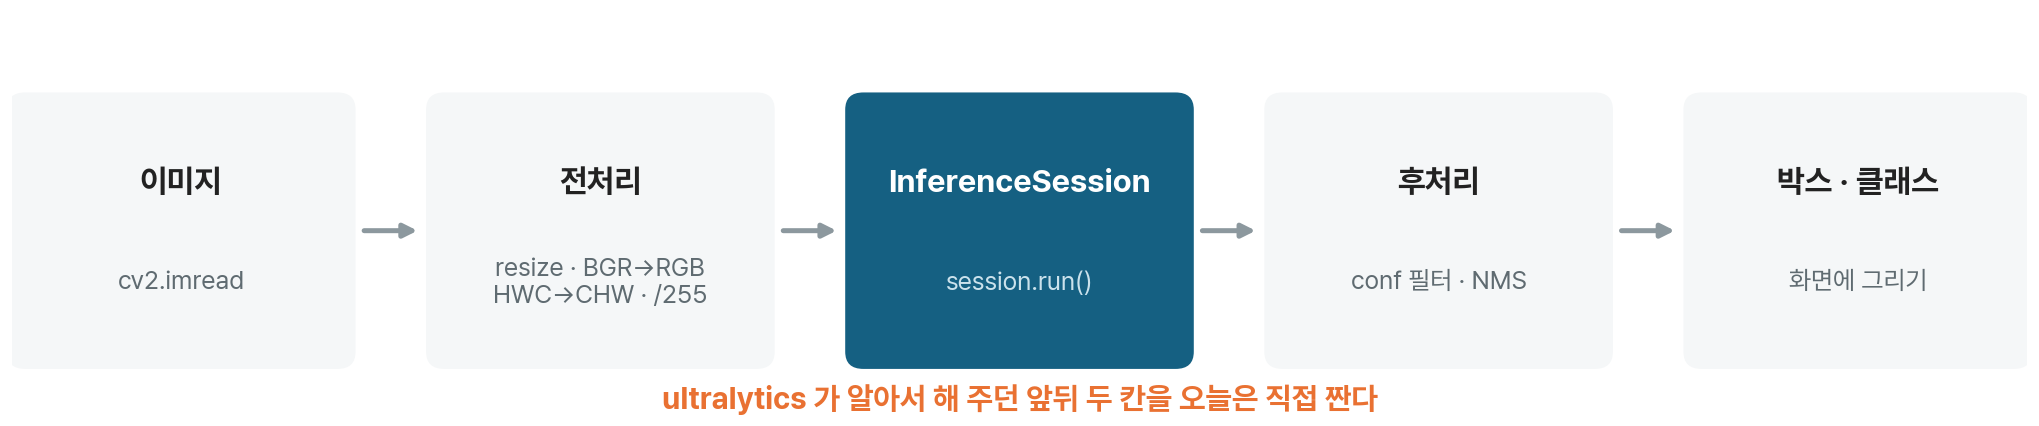 이미지
cv2.imread
전처리
resize · BGR→RGB
HWC→CHW · /255
InferenceSession
session.run()
후처리
conf 필터 · NMS
박스 · 클래스
화면에 그리기
ultralytics 가 알아서 해 주던 앞뒤 두 칸을 오늘은 직접 짠다